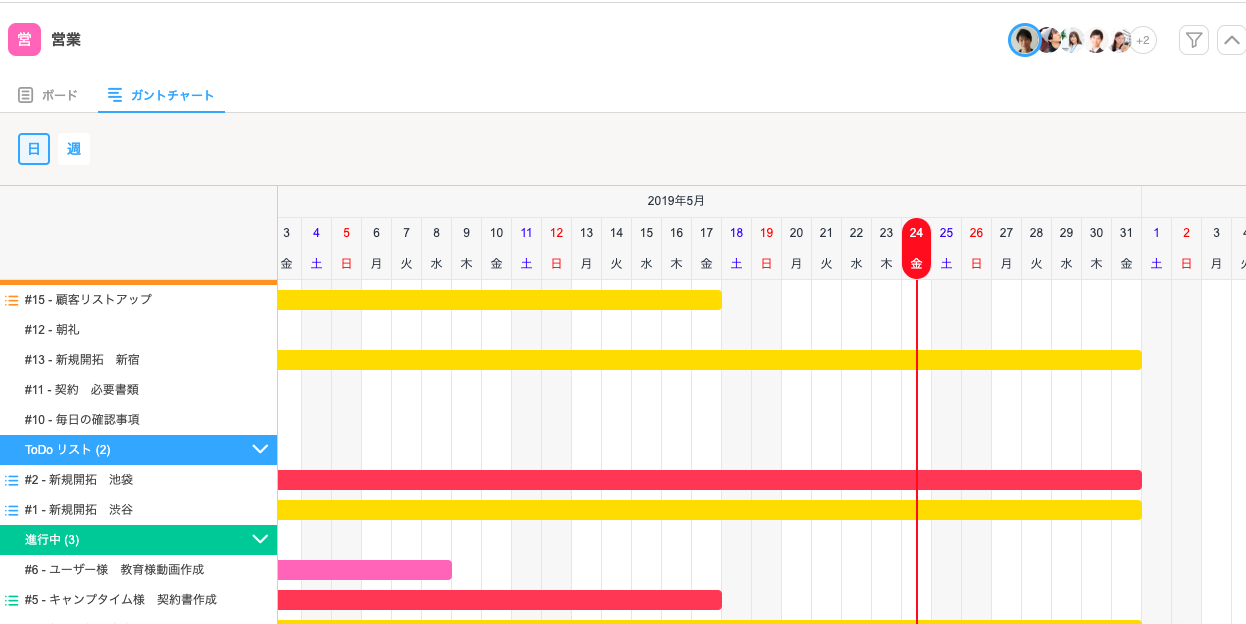 営 営業
+2
ボード ガントチャート
日 週
2019年5月
3 4 5 6 7 8 9 10 11 12 13 14 15 16 17 18 19 20 21 22 23 24 25 26 27 28 29 30 31 1 2 3 4
金 土 日 月 火 水 木 金 土 日 月 火 水 木 金 土 日 月 火 水 木 金 土 日 月 火 水 木 金 土 日 月
#15 - 顧客リストアップ
#12 - 朝礼
#13 - 新規開拓　新宿
#11 - 契約　必要書類
#10 - 毎日の確認事項
ToDo リスト (2)
#2 - 新規開拓　池袋
#1 - 新規開拓　渋谷
進行中 (3)
#6 - ユーザー様　教育様動画作成
#5 - キャンプタイム様　契約書作成